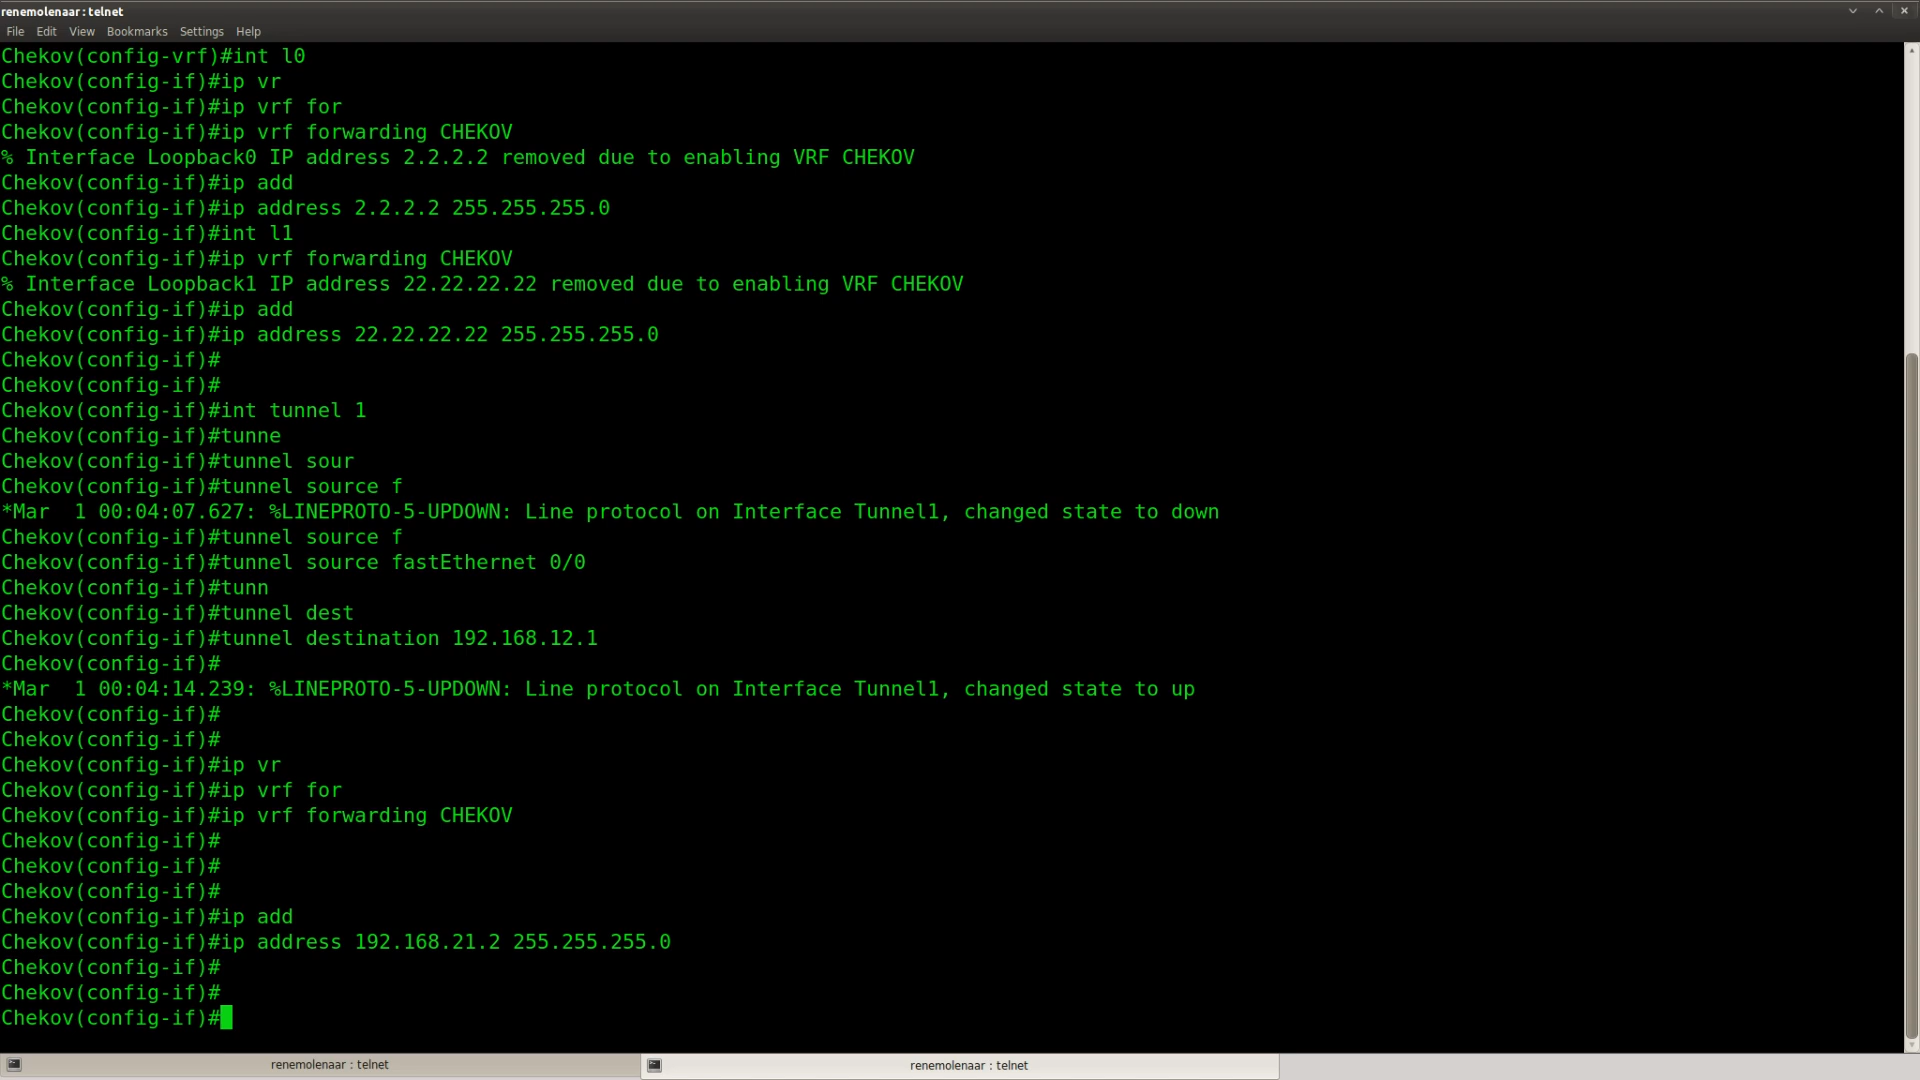 renemolenaar : telnet
File Edit View Bookmarks Settings Help
Chekov(config-vrf)#int l0
Chekov(config-if)#ip vr
Chekov(config-if)#ip vrf for
Chekov(config-if)#ip vrf forwarding CHEKOV
% Interface Loopback0 IP address 2.2.2.2 removed due to enabling VRF CHEKOV
Chekov(config-if)#ip add
Chekov(config-if)#ip address 2.2.2.2 255.255.255.0
Chekov(config-if)#int l1
Chekov(config-if)#ip vrf forwarding CHEKOV
% Interface Loopback1 IP address 22.22.22.22 removed due to enabling VRF CHEKOV
Chekov(config-if)#ip add
Chekov(config-if)#ip address 22.22.22.22 255.255.255.0
Chekov(config-if)#
Chekov(config-if)#
Chekov(config-if)#int tunnel 1
Chekov(config-if)#tunne
Chekov(config-if)#tunnel sour
Chekov(config-if)#tunnel source f
*Mar  1 00:04:07.627: %LINEPROTO-5-UPDOWN: Line protocol on Interface Tunnel1, changed state to down
Chekov(config-if)#tunnel source f
Chekov(config-if)#tunnel source fastEthernet 0/0
Chekov(config-if)#tunn
Chekov(config-if)#tunnel dest
Chekov(config-if)#tunnel destination 192.168.12.1
Chekov(config-if)#
*Mar  1 00:04:14.239: %LINEPROTO-5-UPDOWN: Line protocol on Interface Tunnel1, changed state to up
Chekov(config-if)#
Chekov(config-if)#
Chekov(config-if)#ip vr
Chekov(config-if)#ip vrf for
Chekov(config-if)#ip vrf forwarding CHEKOV
Chekov(config-if)#
Chekov(config-if)#
Chekov(config-if)#
Chekov(config-if)#ip add
Chekov(config-if)#ip address 192.168.21.2 255.255.255.0
Chekov(config-if)#
Chekov(config-if)#
Chekov(config-if)#
renemolenaar : telnet
renemolenaar : telnet